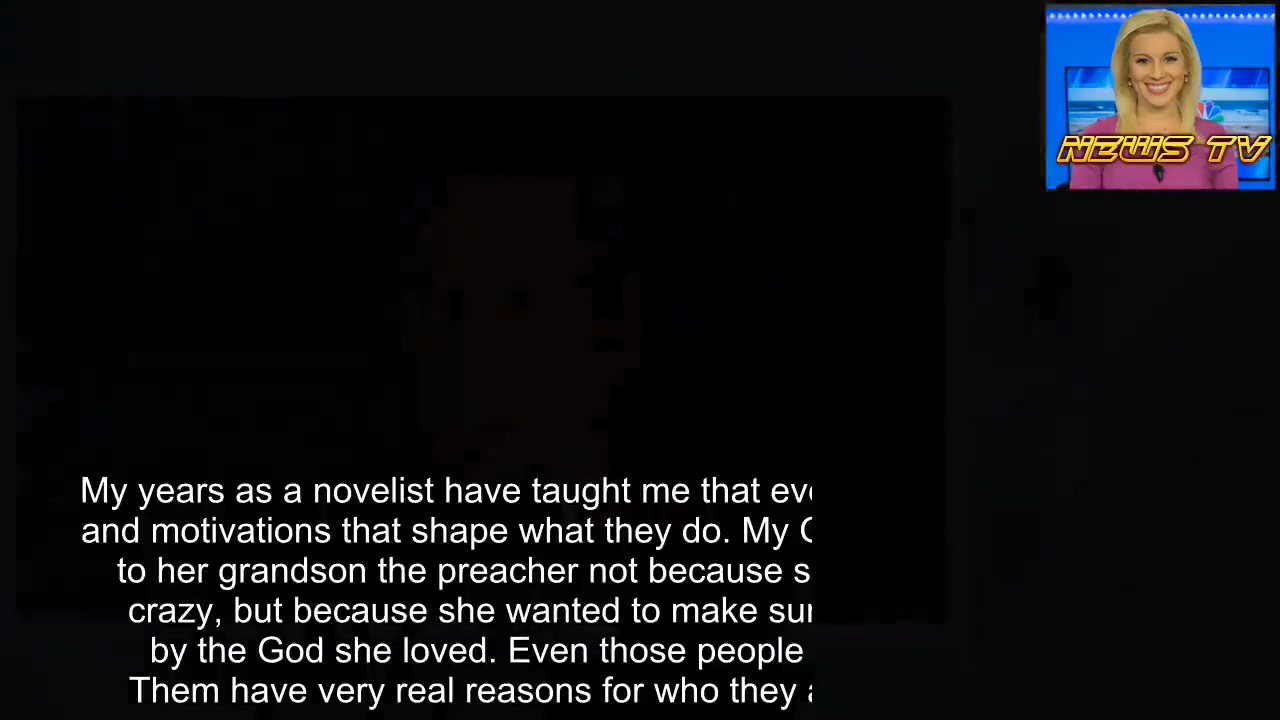 NEWS TV
My years as a novelist have taught me that
and motivations that shape what they do. My
to her grandson the preacher not because
crazy, but because she wanted to make
by the God she loved. Even those people
Them have very real reasons for who they